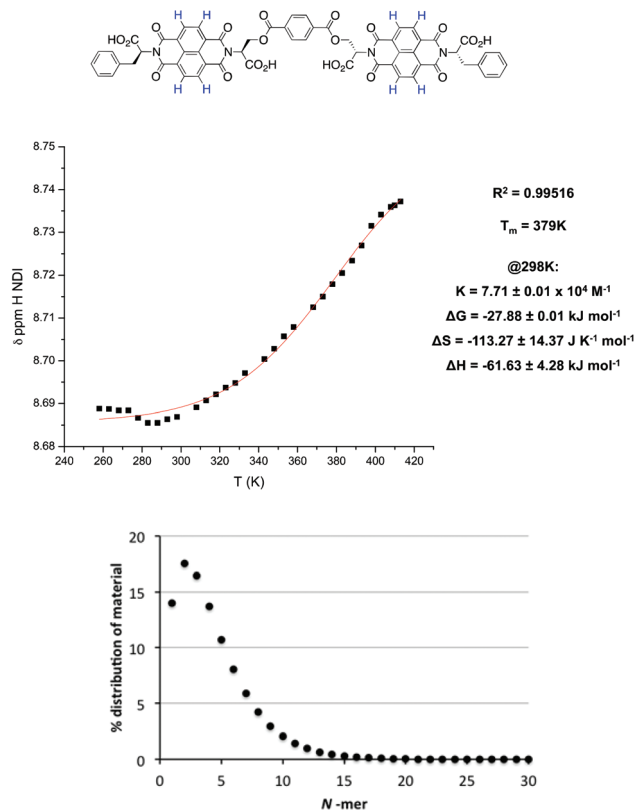 H H H H
O O O O O O
HO₂C O O CO₂H
N N N N
CO₂H HO₂C
O O O O
H H H H
8.75
8.74
8.73
8.72
8.71
8.70
8.69
8.68
δ ppm H NDI
240 260 280 300 320 340 360 380 400 420
T (K)
R² = 0.99516
Tₘ = 379K
@298K:
K = 7.71 ± 0.01 x 10⁴ M⁻¹
ΔG = -27.88 ± 0.01 kJ mol⁻¹
ΔS = -113.27 ± 14.37 J K⁻¹ mol⁻¹
ΔH = -61.63 ± 4.28 kJ mol⁻¹
20
15
10
5
0
% distribution of material
0 5 10 15 20 25 30
N -mer